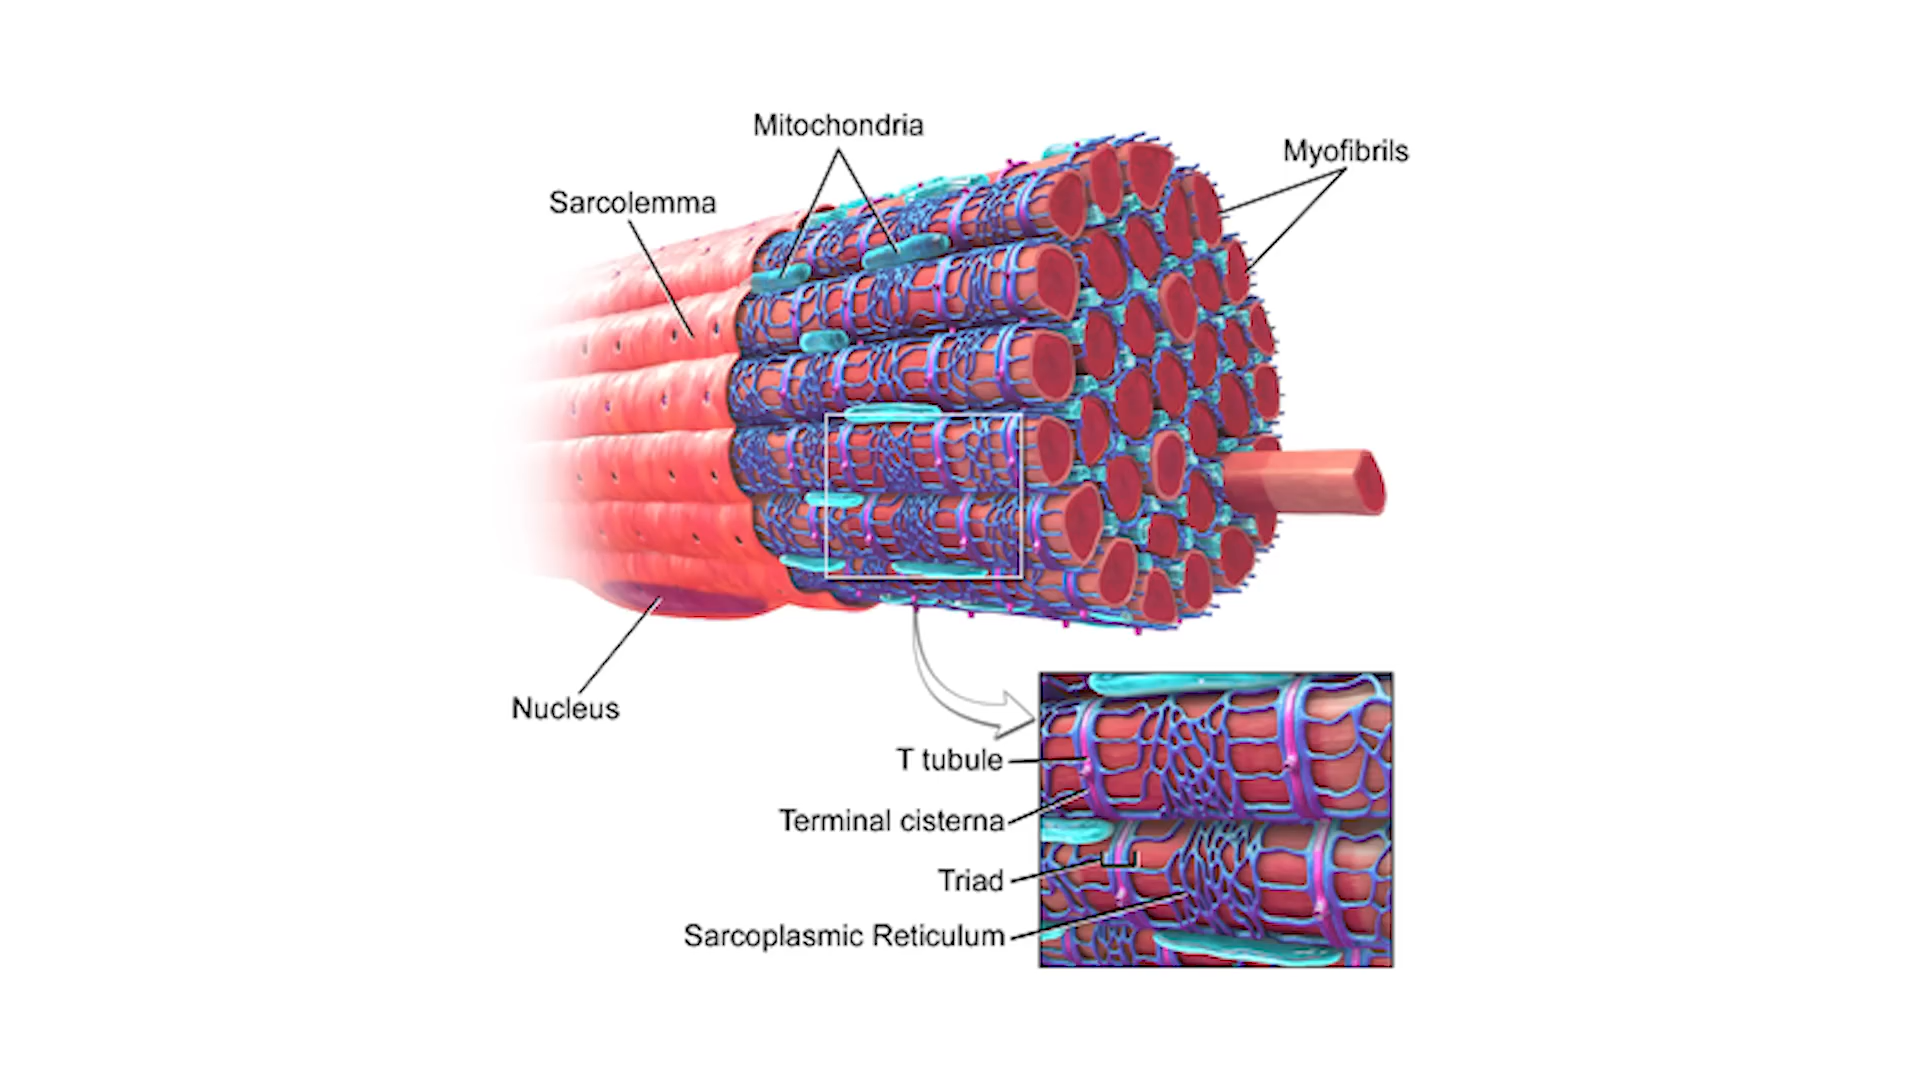 Mitochondria
Myofibrils
Sarcolemma
Nucleus
T tubule
Terminal cisterna
Triad
Sarcoplasmic Reticulum